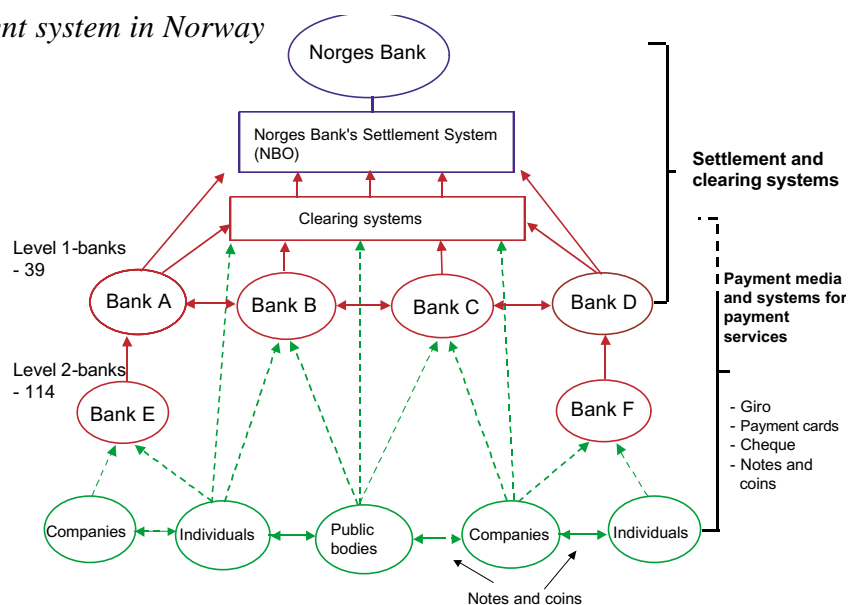 ent system in Norway
Norges Bank
Norges Bank's Settlement System
(NBO)
Settlement and
clearing systems
Clearing systems
Level 1-banks
- 39
Payment media
and systems for
payment
services
Bank A
Bank B
Bank C
Bank D
Level 2-banks
- 114
Bank E
Bank F
- Giro
- Payment cards
- Cheque
- Notes and
coins
Companies
Individuals
Public
bodies
Companies
Individuals
Notes and coins